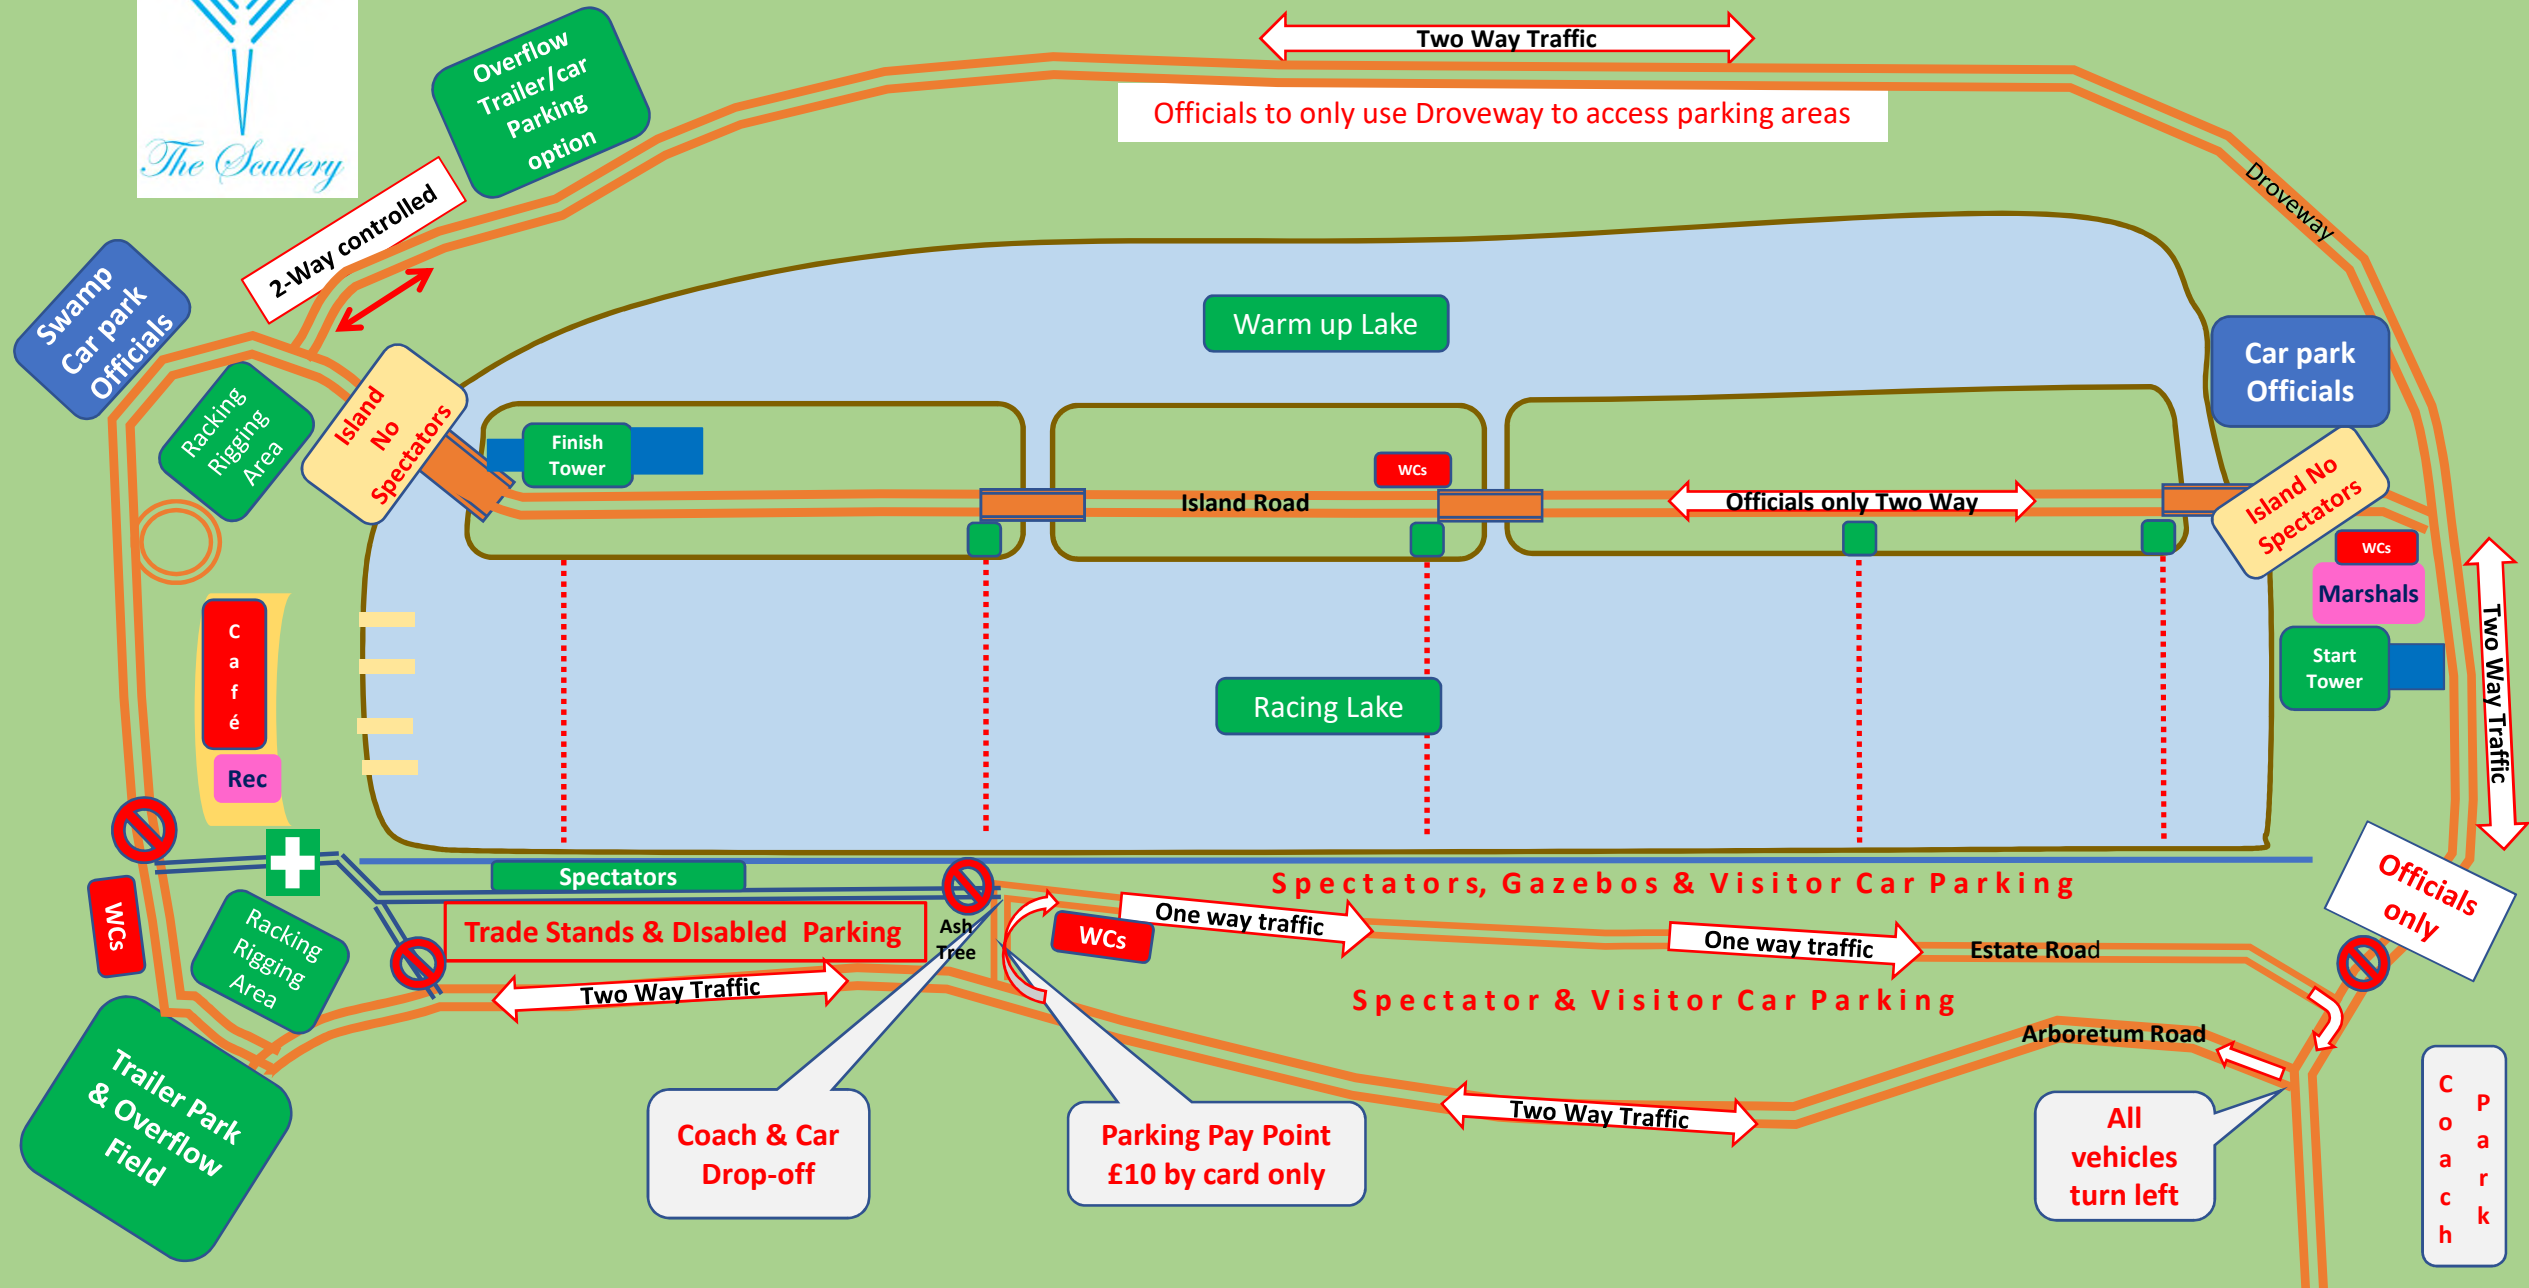 Two Way Traffic
Officials to only use Droveway to access parking areas
The Scullery
Overflow
Trailer/car
Parking
option
2-Way controlled
Droveway
Swamp
Car park
Officials
Racking
Rigging
Area
Island
No
Spectators
Warm up Lake
Car park
Officials
Finish
Tower
WCs
Island Road
Officials only Two Way
Island No
Spectators
WCs
Marshals
Start
Tower
Two Way Traffic
Café
Rec
Racing Lake
Spectators
Spectators, Gazebos & Visitor Car Parking
Officials
only
WCs
Racking
Rigging
Area
Trade Stands & DIsabled Parking
Ash
Tree
WCs
One way traffic
One way traffic
Estate Road
Two Way Traffic
Spectator & Visitor Car Parking
Arboretum Road
Trailer Park
& Overflow
Field
Coach & Car
Drop-off
Parking Pay Point
£10 by card only
Two Way Traffic
All
vehicles
turn left
Coach
Park